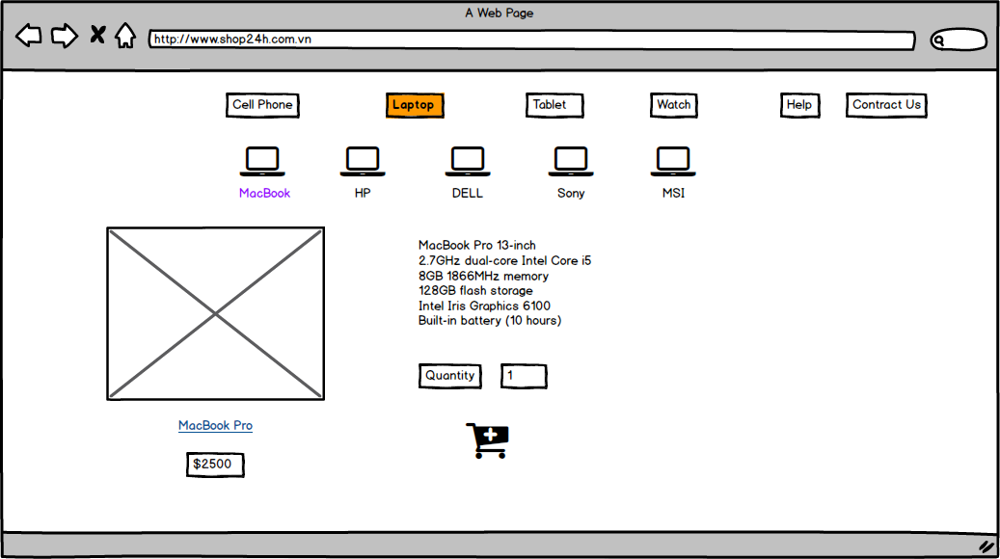 A Web Page
http://www.shop24h.com.vn
Cell Phone
Laptop
Tablet
Watch
Help
Contract Us
MacBook
HP
DELL
Sony
MSI
MacBook Pro 13-inch
2.7GHz dual-core Intel Core i5
8GB 1866MHz memory
128GB flash storage
Intel Iris Graphics 6100
Built-in battery (10 hours)
Quantity
1
MacBook Pro
$2500